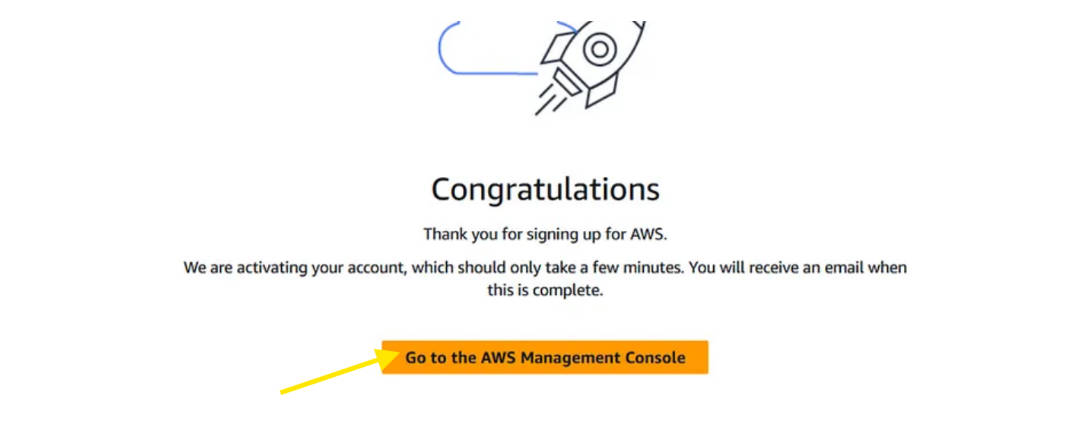 Congratulations
Thank you for signing up for AWS.
We are activating your account, which should only take a few minutes. You will receive an email when
this is complete.
Go to the AWS Management Console